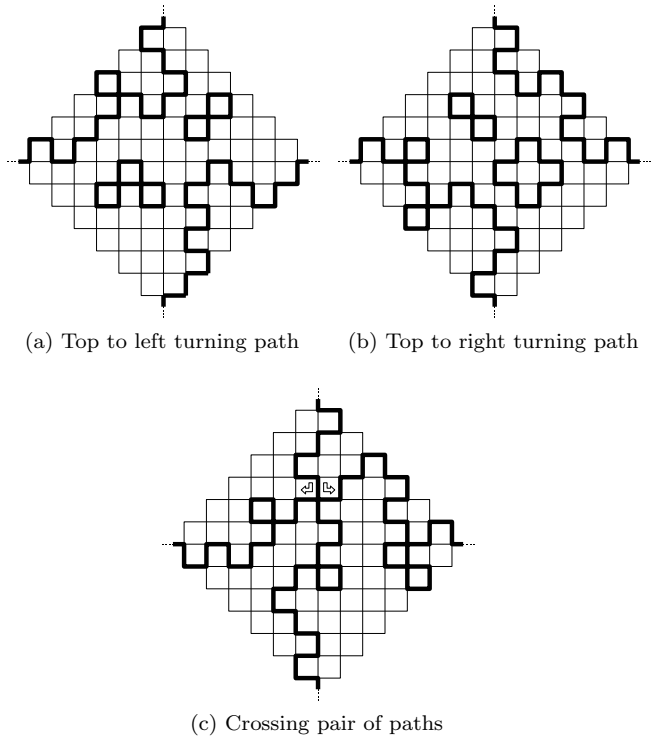 (a) Top to left turning path
(b) Top to right turning path
(c) Crossing pair of paths